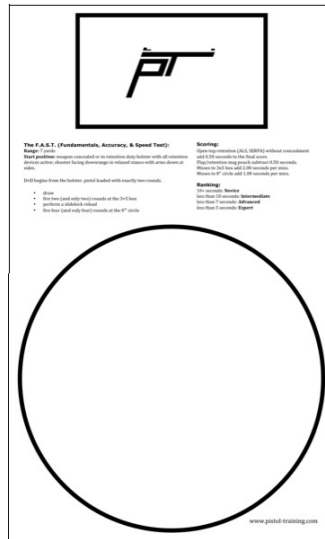 PT
The F.A.S.T. (Fundamentals, Accuracy, & Speed Test):
Range: 7 yards
Start position: weapon concealed or in retention duty holster with all retention
devices active; shooter facing downrange in relaxed stance with arms down at
sides.
Drill begins from the holster, pistol loaded with exactly two rounds.
• draw
• fire two (and only two) rounds at the 3×5 box
• perform a slidelock reload
• fire four (and only four) rounds at the 8" circle
Scoring:
Open-top retention (ALS, SERPA) without concealment
add 0.50 seconds to the final score.
Flap/retention mag pouch subtract 0.50 seconds.
Misses to 3x5 box add 2.00 seconds per miss.
Misses to 8" circle add 1.00 seconds per miss.
Ranking:
10+ seconds: Novice
less than 10 seconds: Intermediate
less than 7 seconds: Advanced
less than 5 seconds: Expert
www.pistol-training.com